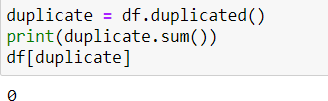 duplicate = df.duplicated()
print(duplicate.sum())
df[duplicate]
0